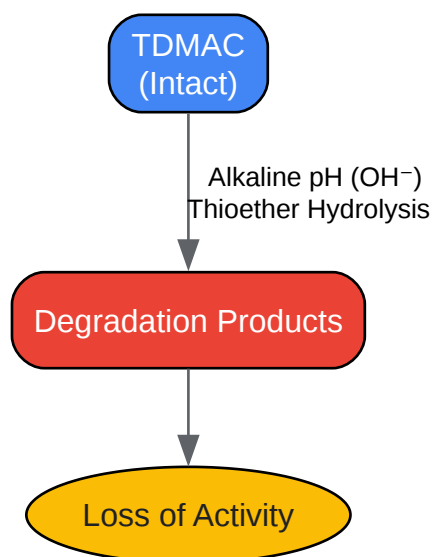 TDMAC
(Intact)
Alkaline pH (OH⁻)
Thioether Hydrolysis
Degradation Products
Loss of Activity